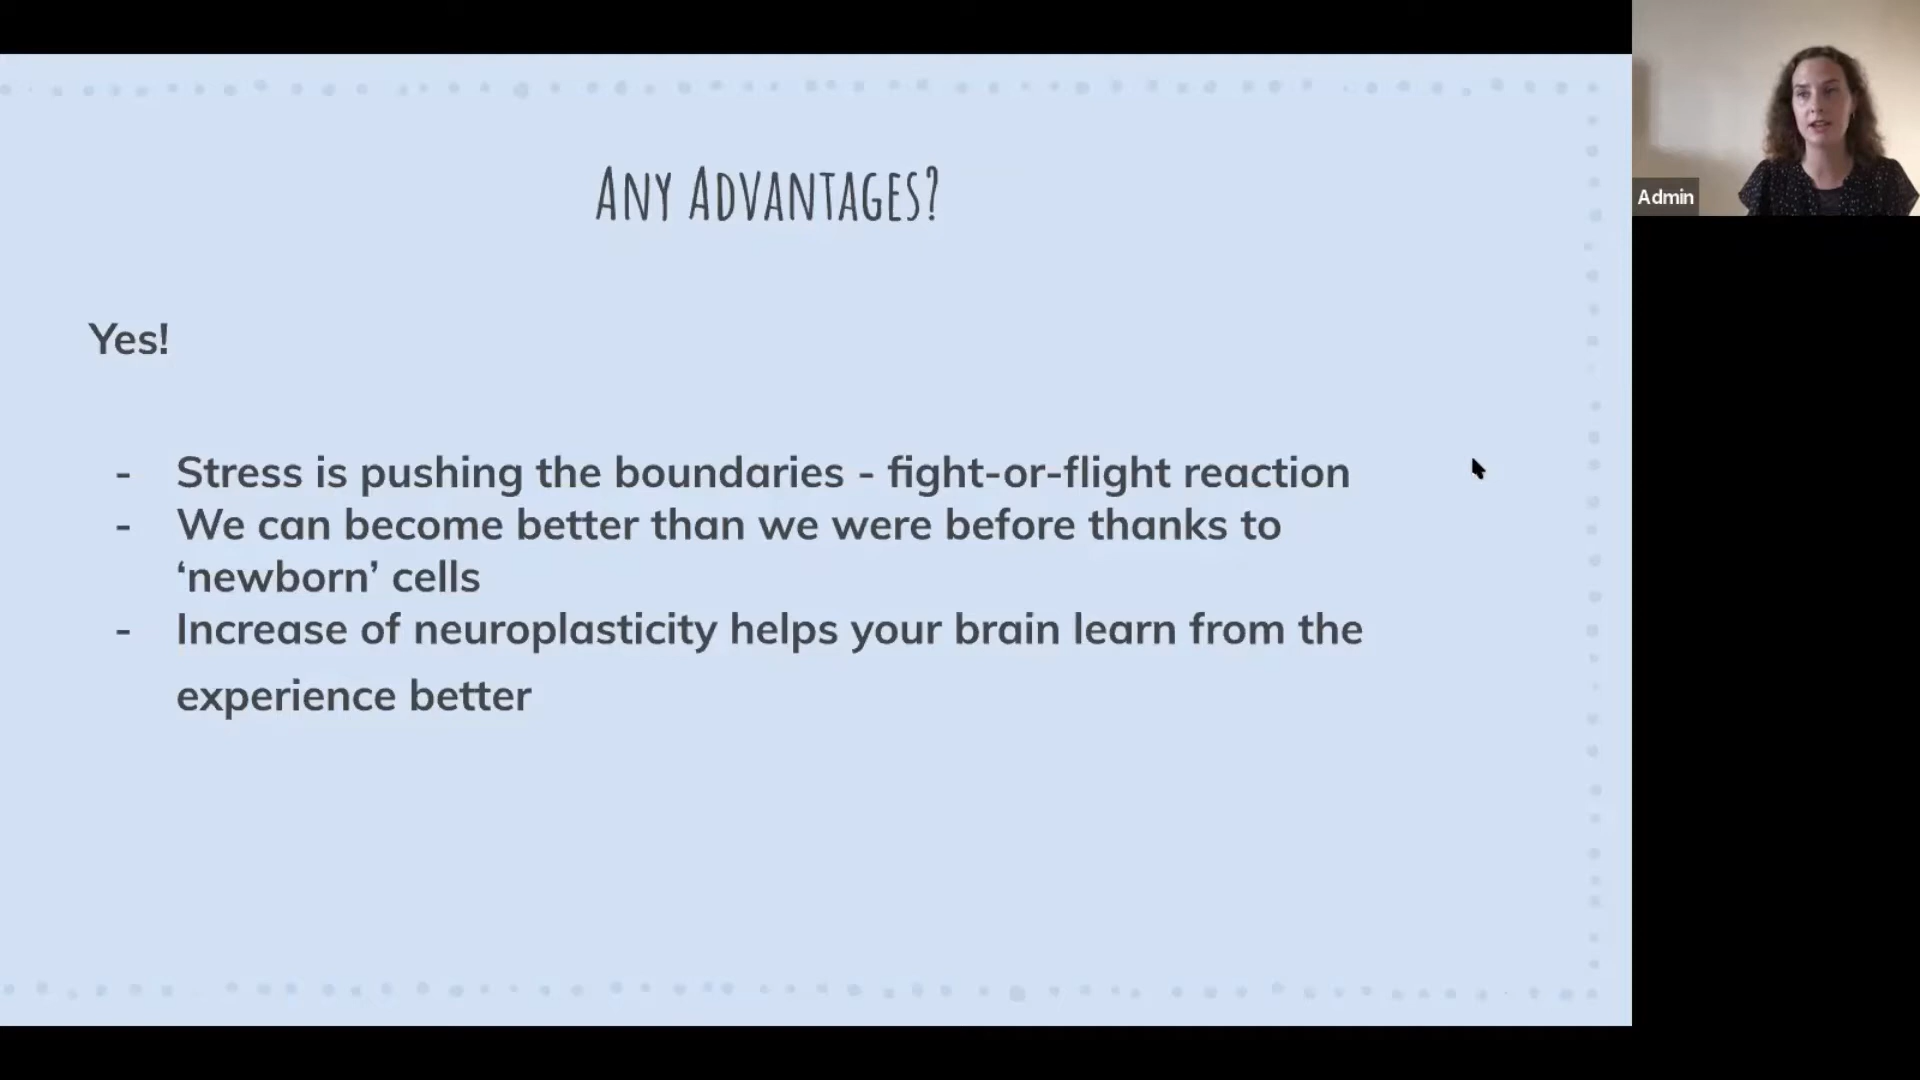 Any Advantages?
Yes!
- Stress is pushing the boundaries - fight-or-flight reaction
- We can become better than we were before thanks to
‘newborn’ cells
- Increase of neuroplasticity helps your brain learn from the
experience better
Admin